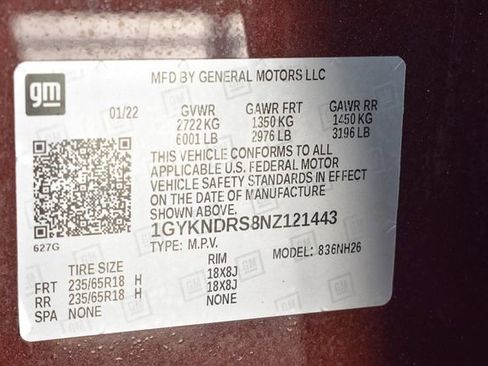 gm
MFD BY GENERAL MOTORS LLC
01/22 GVWR GAWR FRT GAWR RR
2722 KG 1350 KG 1450 KG
6001 LB 2976 LB 3196 LB
THIS VEHICLE CONFORMS TO ALL
APPLICABLE U.S. FEDERAL MOTOR
VEHICLE SAFETY STANDARDS IN EFFECT
ON THE DATE OF MANUFACTURE
SHOWN ABOVE.
627G
1GYKNDRS8NZ121443
TYPE: M.P.V. MODEL: 836NH26
TIRE SIZE RIM
FRT 235/65R18 H 18X8J
RR 235/65R18 H 18X8J
SPA NONE NONE